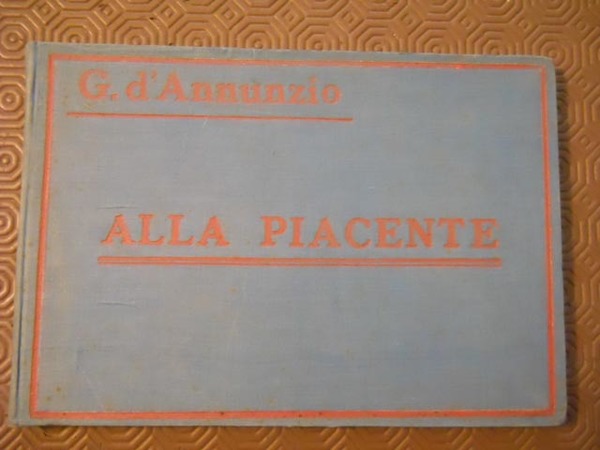 G. d'Annunzio
ALLA PIACENTE